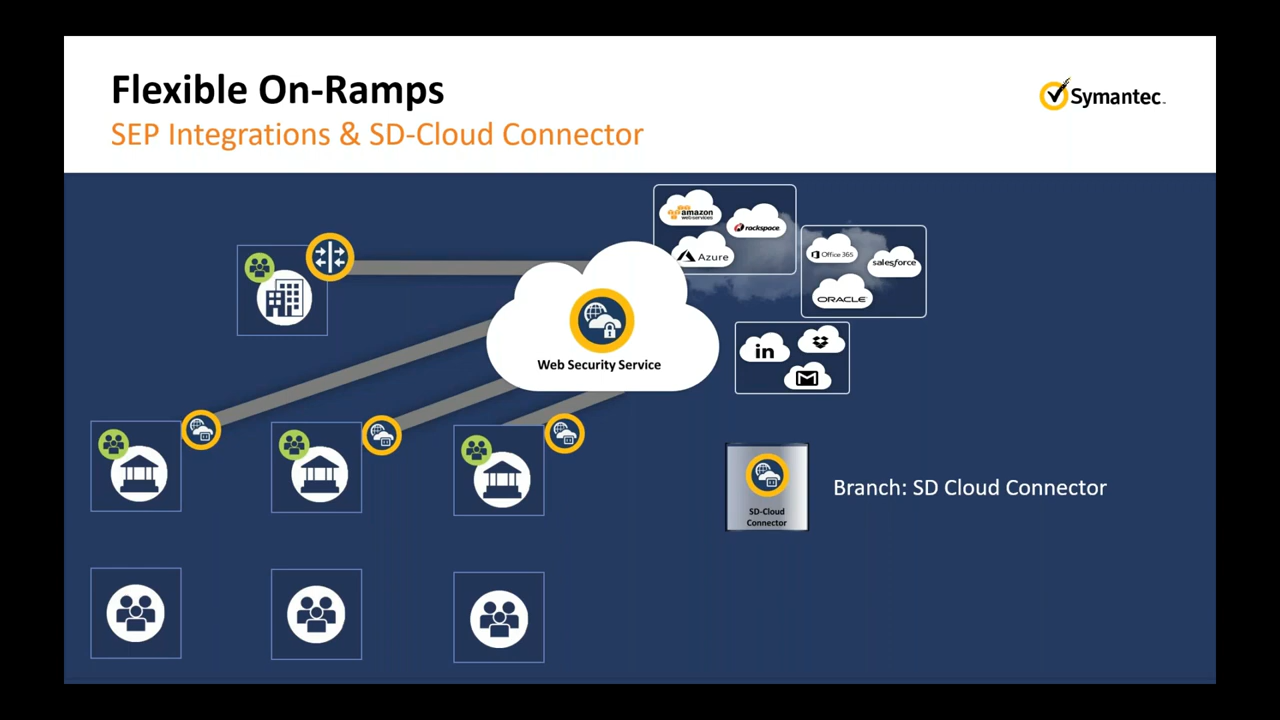 Flexible On-Ramps
SEP Integrations & SD-Cloud Connector
Symantec™
amazon
web services
rackspace
Azure
Office 365
salesforce
ORACLE
in
Web Security Service
SD-Cloud
Connector
Branch: SD Cloud Connector